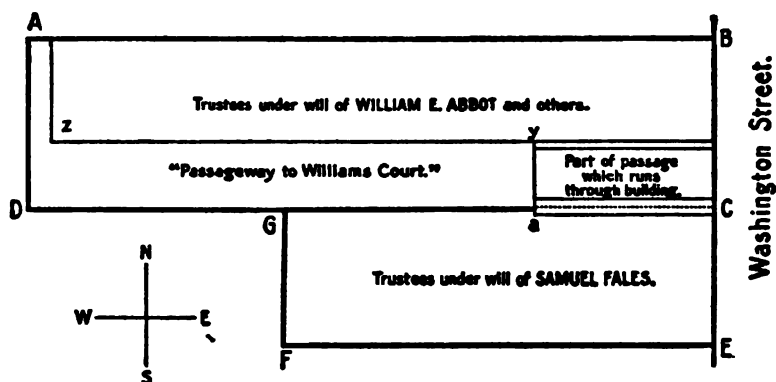 A
B
Washington Street.
Trustees under will of WILLIAM E. ABBOT and others.
z
y
"Passageway to Williams Court."
Part of passage
which runs
through building.
D
G
a
C
Trustees under will of SAMUEL FALES.
N
W
E
S
F
E